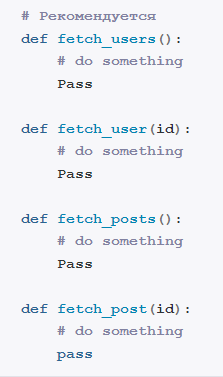 # Рекомендуется
def fetch_users():
    # do something
    Pass

def fetch_user(id):
    # do something
    Pass

def fetch_posts():
    # do something
    Pass

def fetch_post(id):
    # do something
    pass